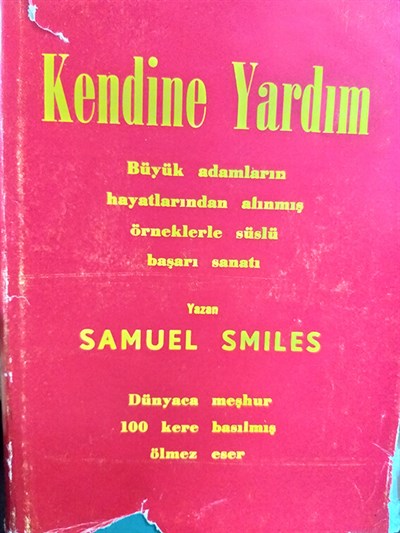 Kendine Yardım
Büyük adamların
hayatlarından alınmış
örneklerle süslü
başarı sanatı
Yazan
SAMUEL SMILES
Dünyaca meşhur
100 kere basılmış
ölmez eser